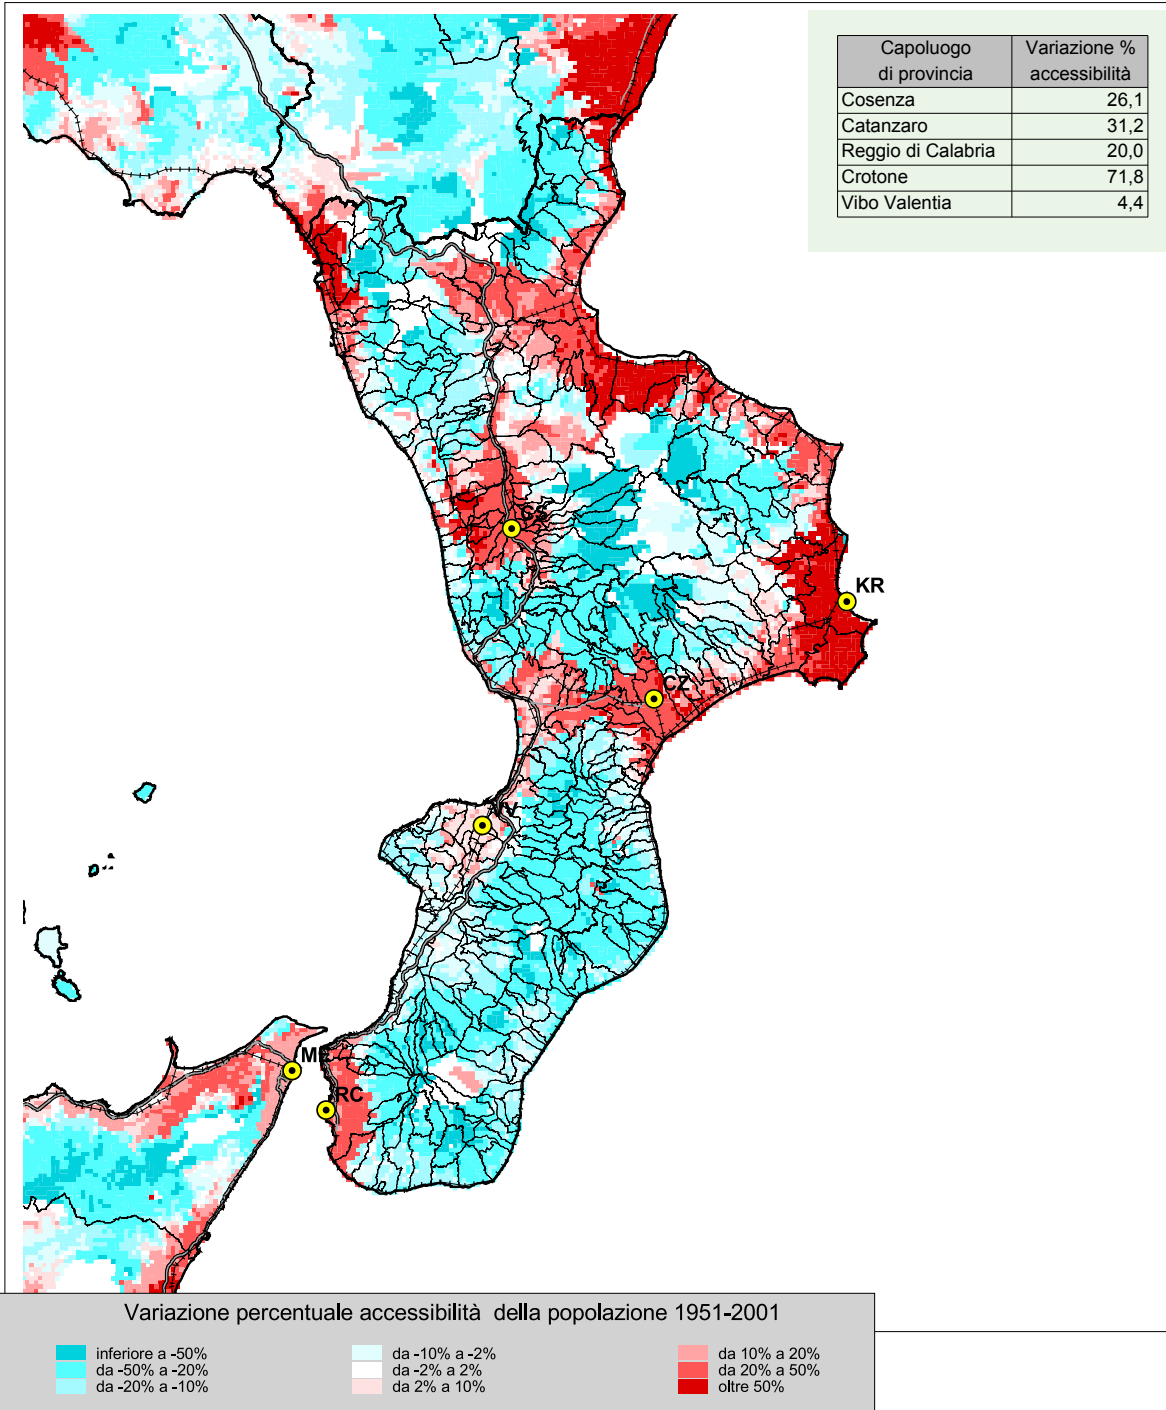 Capoluogo di provincia Variazione % accessibilità
Cosenza 26,1
Catanzaro 31,2
Reggio di Calabria 20,0
Crotone 71,8
Vibo Valentia 4,4
CS
KR
CZ
VV
ME
RC
Variazione percentuale accessibilità della popolazione 1951-2001
inferiore a -50%
da -50% a -20%
da -20% a -10%
da -10% a -2%
da -2% a 2%
da 2% a 10%
da 10% a 20%
da 20% a 50%
oltre 50%